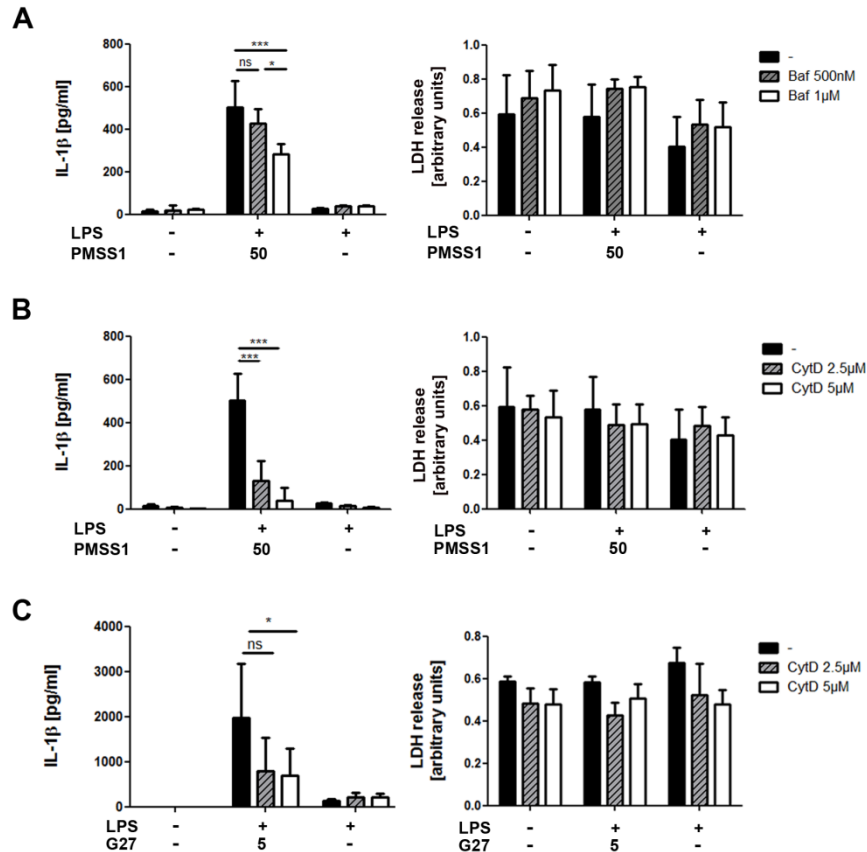 A
IL-1β [pg/ml]
800
600
400
200
0
***
ns
*
LPS - + +
PMSS1 - 50 -
LDH release
[arbitrary units]
1.0
0.8
0.6
0.4
0.2
0.0
LPS - + +
PMSS1 - 50 -
-
Baf 500nM
Baf 1µM
B
IL-1β [pg/ml]
800
600
400
200
0
***
***
LPS - + +
PMSS1 - 50 -
LDH release
[arbitrary units]
1.0
0.8
0.6
0.4
0.2
0.0
LPS - + +
PMSS1 - 50 -
-
CytD 2.5µM
CytD 5µM
C
IL-1β [pg/ml]
4000
3000
2000
1000
0
*
ns
LPS - + +
G27 - 5 -
LDH release
[arbitrary units]
0.8
0.6
0.4
0.2
0.0
LPS - + +
G27 - 5 -
-
CytD 2.5µM
CytD 5µM